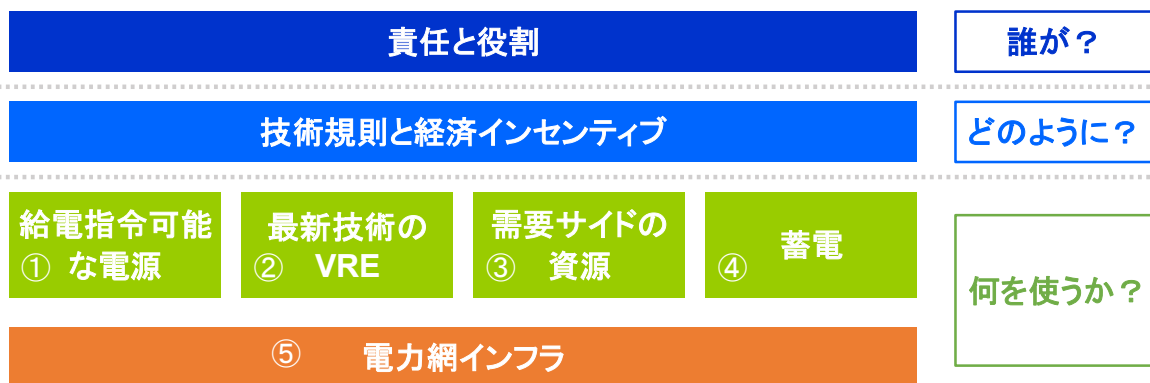 責任と役割
誰が？
技術規則と経済インセンティブ
どのように？
給電指令可能
① な電源
最新技術の
② VRE
需要サイドの
③ 資源
④ 蓄電
何を使うか？
⑤ 電力網インフラ